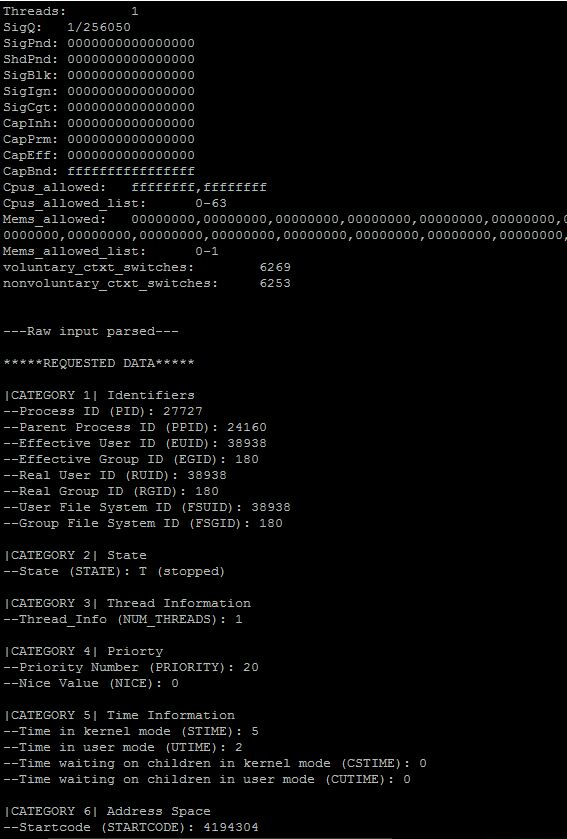 Threads:        1
SigQ:   1/256050
SigPnd: 0000000000000000
ShdPnd: 0000000000000000
SigBlk: 0000000000000000
SigIgn: 0000000000000000
SigCgt: 0000000000000000
CapInh: 0000000000000000
CapPrm: 0000000000000000
CapEff: 0000000000000000
CapBnd: ffffffffffffffff
Cpus_allowed:   ffffffff,ffffffff
Cpus_allowed_list:      0-63
Mems_allowed:   00000000,00000000,00000000,00000000,00000000,00000000,0
0000000,00000000,00000000,00000000,00000000,00000000,00000000,00000000,
Mems_allowed_list:      0-1
voluntary_ctxt_switches:        6269
nonvoluntary_ctxt_switches:     6253
---Raw input parsed---
*****REQUESTED DATA*****
|CATEGORY 1| Identifiers
--Process ID (PID): 27727
--Parent Process ID (PPID): 24160
--Effective User ID (EUID): 38938
--Effective Group ID (EGID): 180
--Real User ID (RUID): 38938
--Real Group ID (RGID): 180
--User File System ID (FSUID): 38938
--Group File System ID (FSGID): 180
|CATEGORY 2| State
--State (STATE): T (stopped)
|CATEGORY 3| Thread Information
--Thread_Info (NUM_THREADS): 1
|CATEGORY 4| Priorty
--Priority Number (PRIORITY): 20
--Nice Value (NICE): 0
|CATEGORY 5| Time Information
--Time in kernel mode (STIME): 5
--Time in user mode (UTIME): 2
--Time waiting on children in kernel mode (CSTIME): 0
--Time waiting on children in user mode (CUTIME): 0
|CATEGORY 6| Address Space
--Startcode (STARTCODE): 4194304